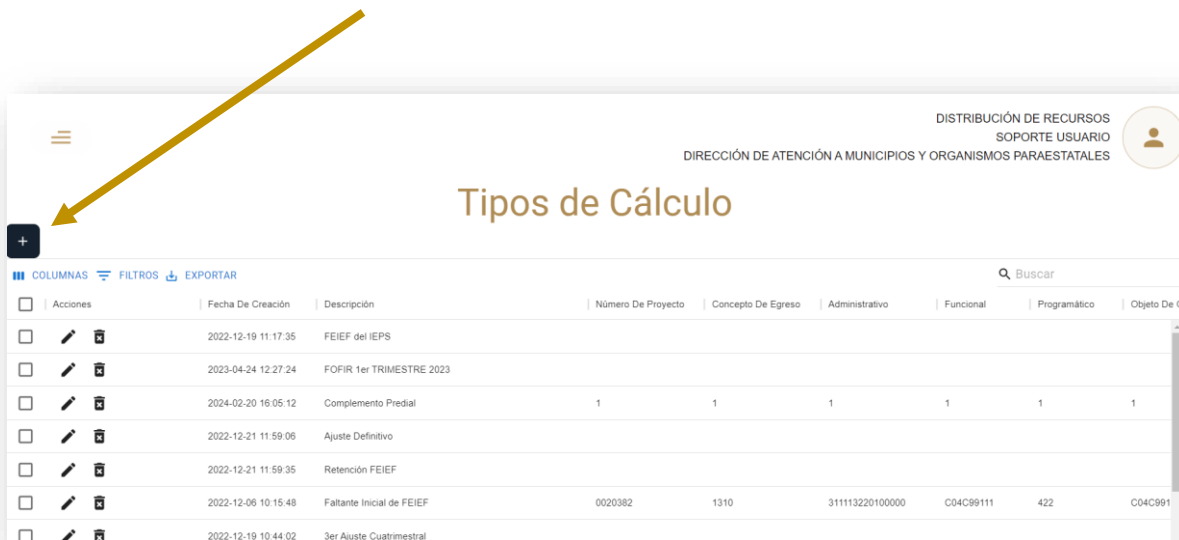 DISTRIBUCIÓN DE RECURSOS
SOPORTE USUARIO
DIRECCIÓN DE ATENCIÓN A MUNICIPIOS Y ORGANISMOS PARAESTATALES
Tipos de Cálculo
+
COLUMNAS FILTROS EXPORTAR Buscar
Acciones Fecha De Creación Descripción Número De Proyecto Concepto De Egreso Administrativo Funcional Programático Objeto De
2022-12-19 11:17:35 FEIEF del IEPS
2023-04-24 12:27:24 FOFIR 1er TRIMESTRE 2023
2024-02-20 16:05:12 Complemento Predial 1 1 1 1 1 1
2022-12-21 11:59:06 Ajuste Definitivo
2022-12-21 11:59:35 Retención FEIEF
2022-12-06 10:15:48 Faltante Inicial de FEIEF 0020382 1310 311113220100000 C04C99111 422 C04C991
2022-12-19 10:44:02 3er Ajuste Cuatrimestral